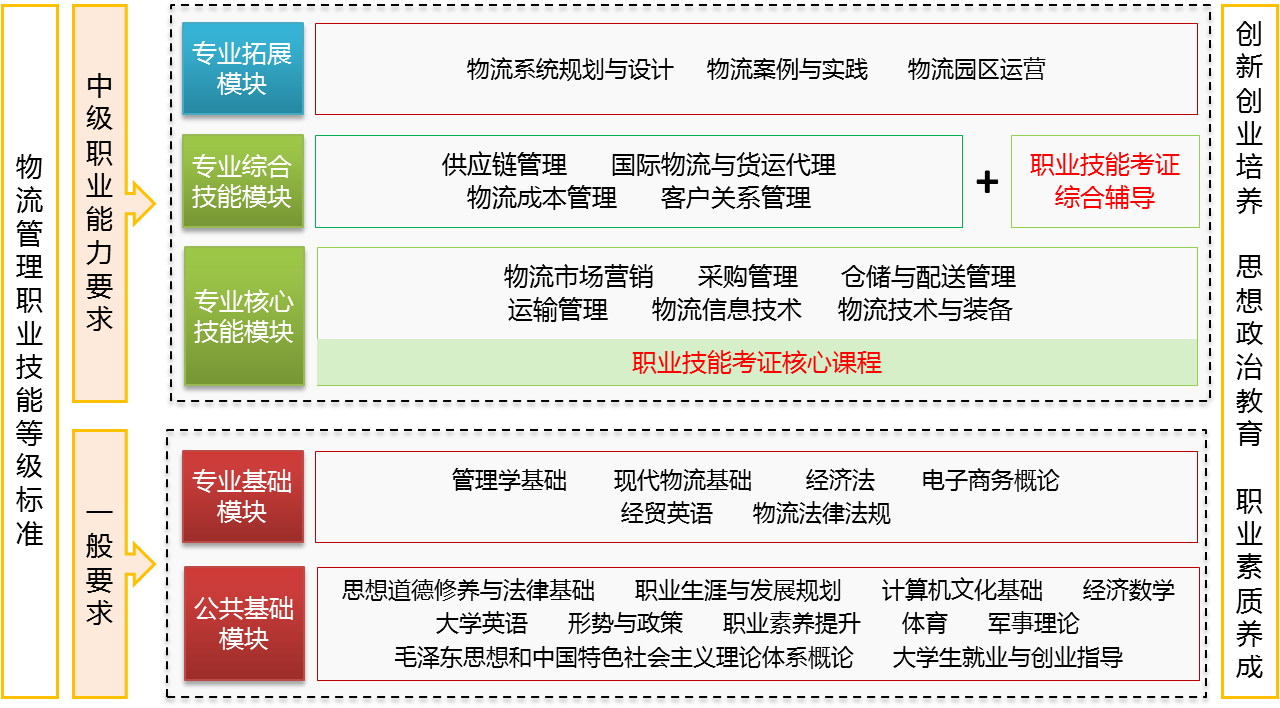 物流管理职业技能等级标准
中级职业能力要求
专业拓展
模块
物流系统规划与设计 物流案例与实践 物流园区运营
专业综合
技能模块
供应链管理 国际物流与货运代理
物流成本管理 客户关系管理
+
职业技能考证
综合辅导
专业核心
技能模块
物流市场营销 采购管理 仓储与配送管理
运输管理 物流信息技术 物流技术与装备
职业技能考证核心课程
一般要求
专业基础
模块
管理学基础 现代物流基础 经济法 电子商务概论
经贸英语 物流法律法规
公共基础
模块
思想道德修养与法律基础 职业生涯与发展规划 计算机文化基础 经济数学
大学英语 形势与政策 职业素养提升 体育 军事理论
毛泽东思想和中国特色社会主义理论体系概论 大学生就业与创业指导
创新创业培养 思想政治教育 职业素质养成